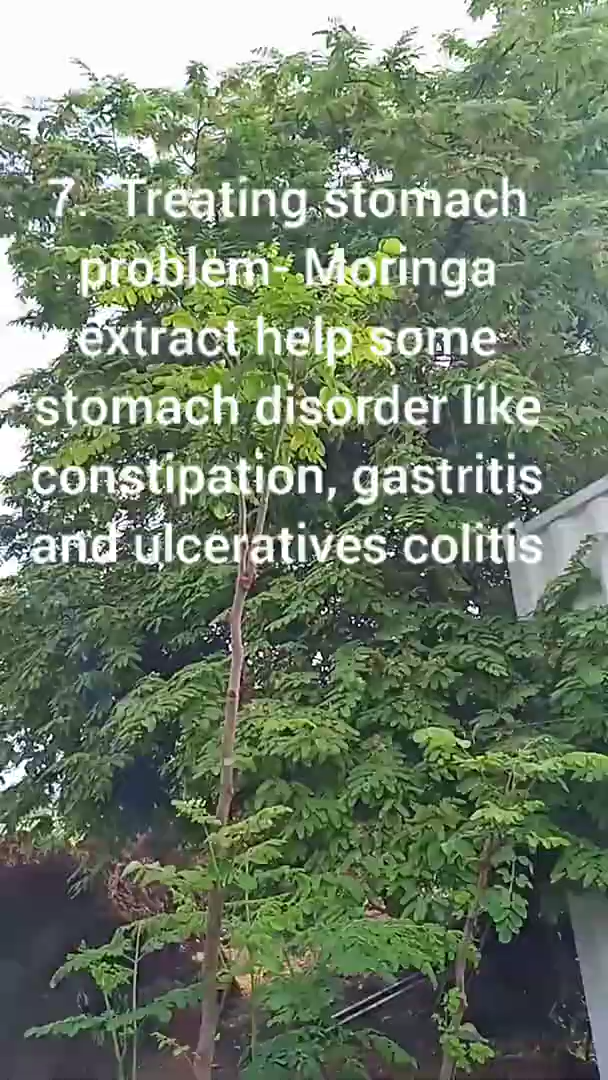 7.  Treating stomach
problem- Moringa
extract help some
stomach disorder like
constipation, gastritis
and ulceratives colitis